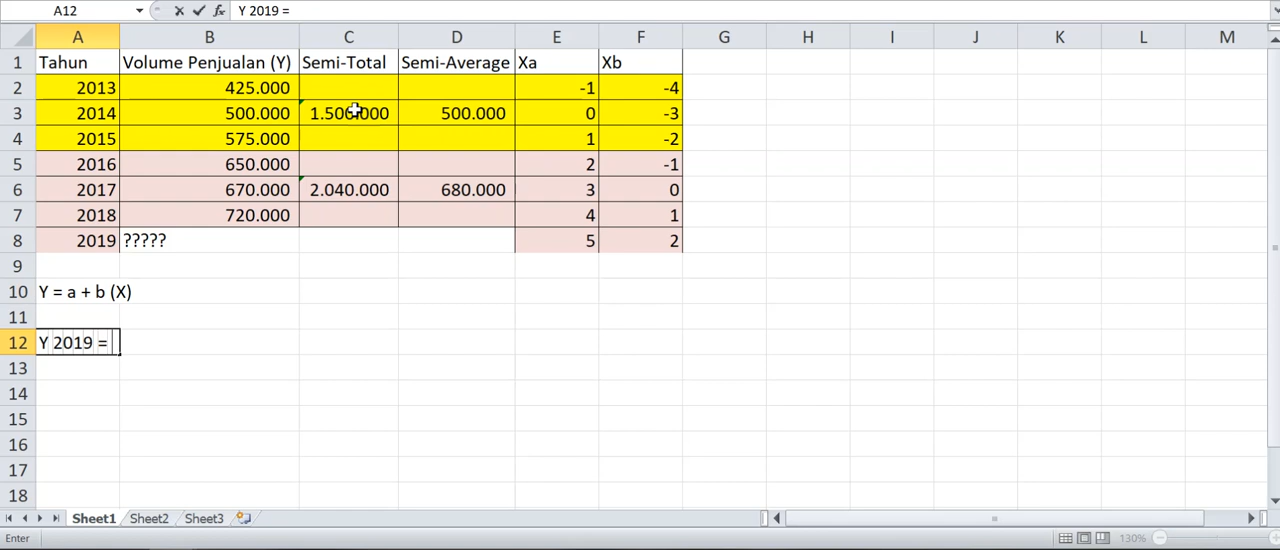 A12 fx Y 2019 =
A B C D E F G H I J K L M
1 Tahun Volume Penjualan (Y) Semi-Total Semi-Average Xa Xb
2 2013 425.000 -1 -4
3 2014 500.000 1.500.000 500.000 0 -3
4 2015 575.000 1 -2
5 2016 650.000 2 -1
6 2017 670.000 2.040.000 680.000 3 0
7 2018 720.000 4 1
8 2019 ????? 5 2
9
10 Y = a + b (X)
11
12 Y 2019 =
13
14
15
16
17
18
Sheet1 Sheet2 Sheet3
Enter 130%